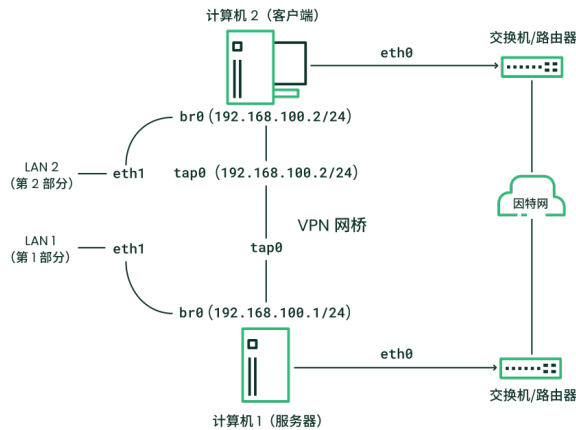 计算机 2（客户端）
eth0
交换机/路由器
br0 (192.168.100.2/24)
LAN 2
（第 2 部分）
eth1
tap0 (192.168.100.2/24)
因特网
VPN 网桥
LAN 1
（第 1 部分）
eth1
tap0
br0 (192.168.100.1/24)
eth0
交换机/路由器
计算机 1（服务器）